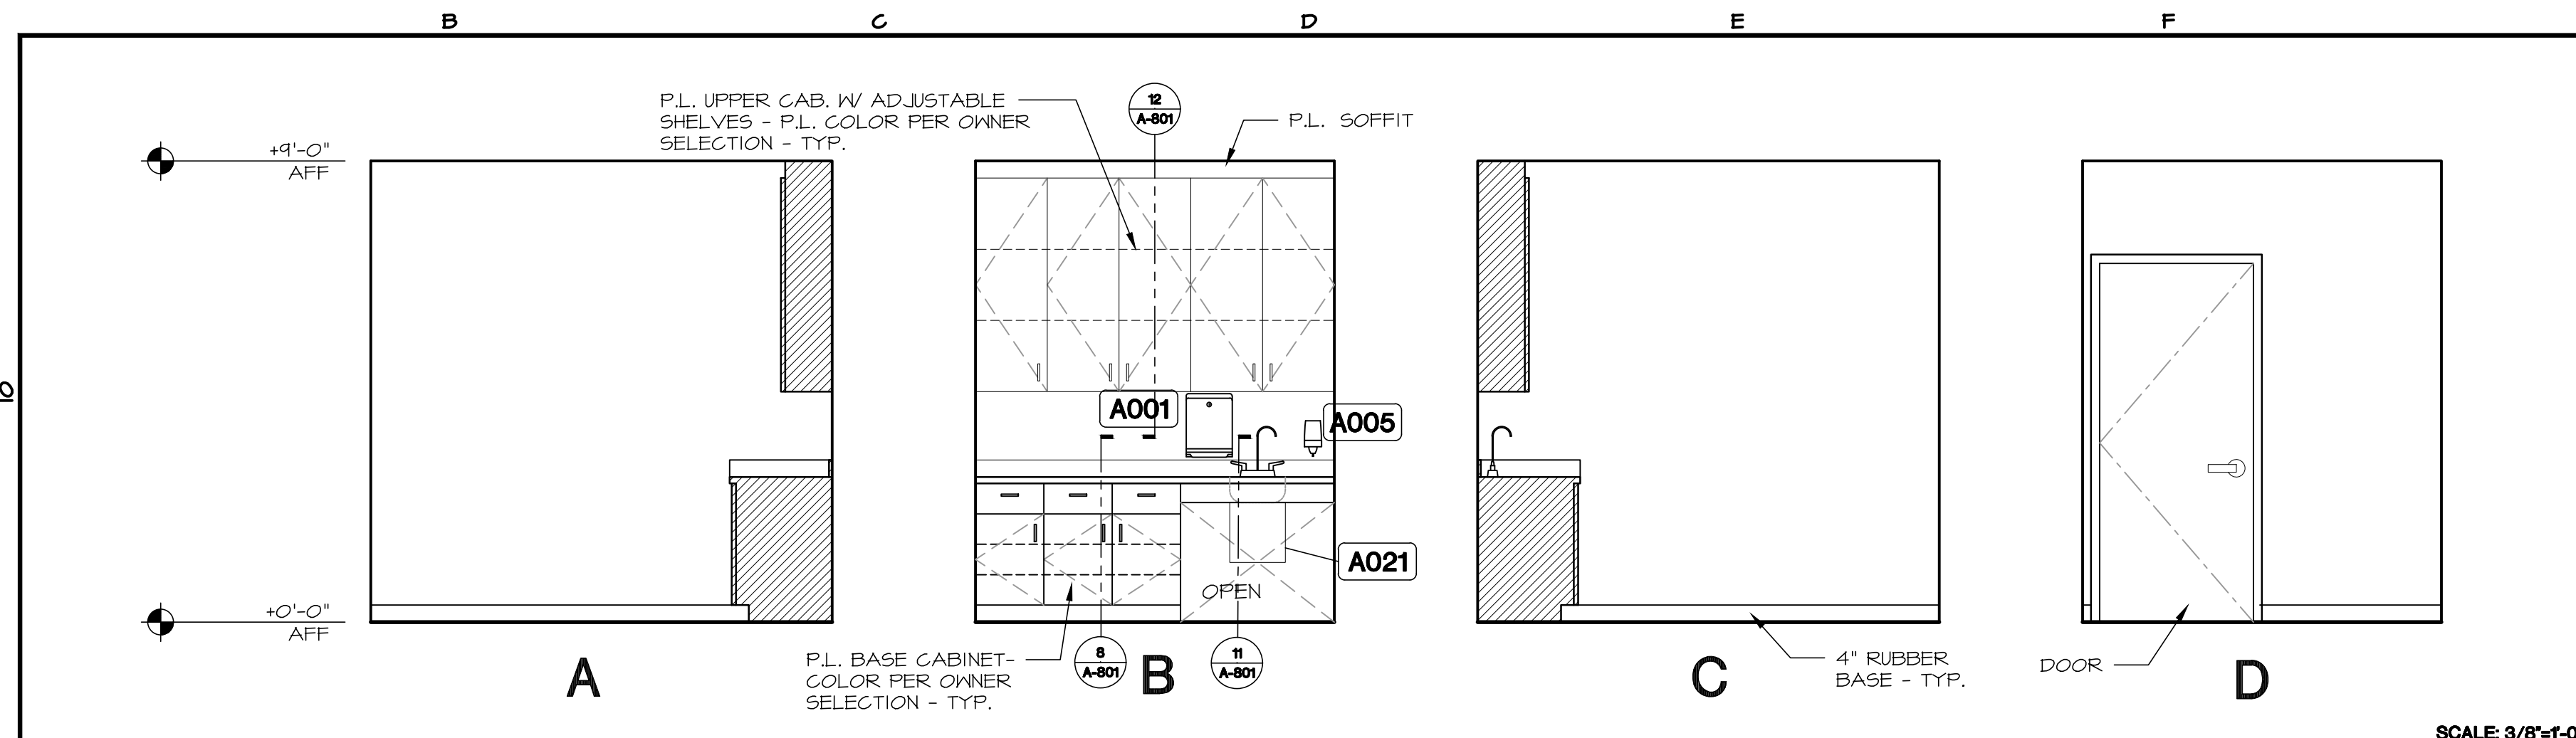 B
C
D
E
F
10
P.L. UPPER CAB. W/ ADJUSTABLE
SHELVES - P.L. COLOR PER OWNER
SELECTION - TYP.
12
A-801
P.L. SOFFIT
+9'-0"
AFF
A001
A005
A021
OPEN
+0'-0"
AFF
P.L. BASE CABINET-
COLOR PER OWNER
SELECTION - TYP.
8
A-801
11
A-801
4" RUBBER
BASE - TYP.
DOOR
A
B
C
D
SCALE: 3/8"=1'-0